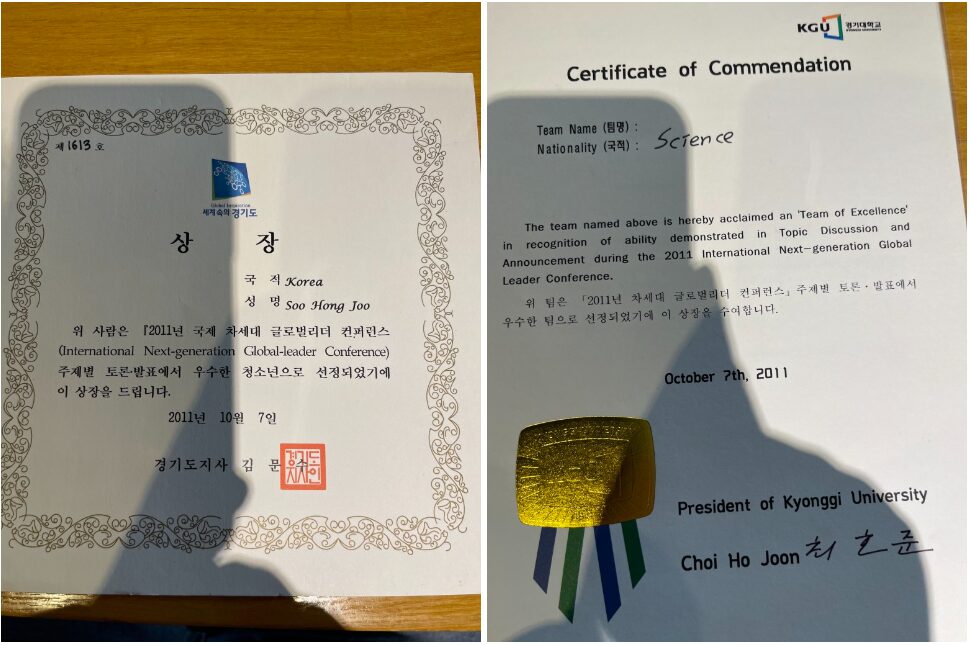 제 1613 호
Global Inspiration
세계 속의 경기도
상 장
국 적 Korea
성 명 Soo Hong Joo
위 사람은 『2011년 국제 차세대 글로벌리더 컨퍼런스
(International Next-generation Global-leader Conference)
주제별 토론·발표에서 우수한 청소년으로 선정되었기에
이 상장을 드립니다.
2011년 10월 7일
경기도지사 김 문 수
경기도
지사인
KGU 경기대학교
KYONGGI UNIVERSITY
Certificate of Commendation
Team Name (팀명) :
Nationality (국적) : Science
The team named above is hereby acclaimed an 'Team of Excellence'
in recognition of ability demonstrated in Topic Discussion and
Announcement during the 2011 International Next-generation Global
Leader Conference.
위 팀은 「2011년 차세대 글로벌리더 컨퍼런스」 주제별 토론·발표에서
우수한 팀으로 선정되었기에 이 상장을 수여합니다.
October 7th, 2011
President of Kyonggi University
Choi Ho Joon 최 호 준